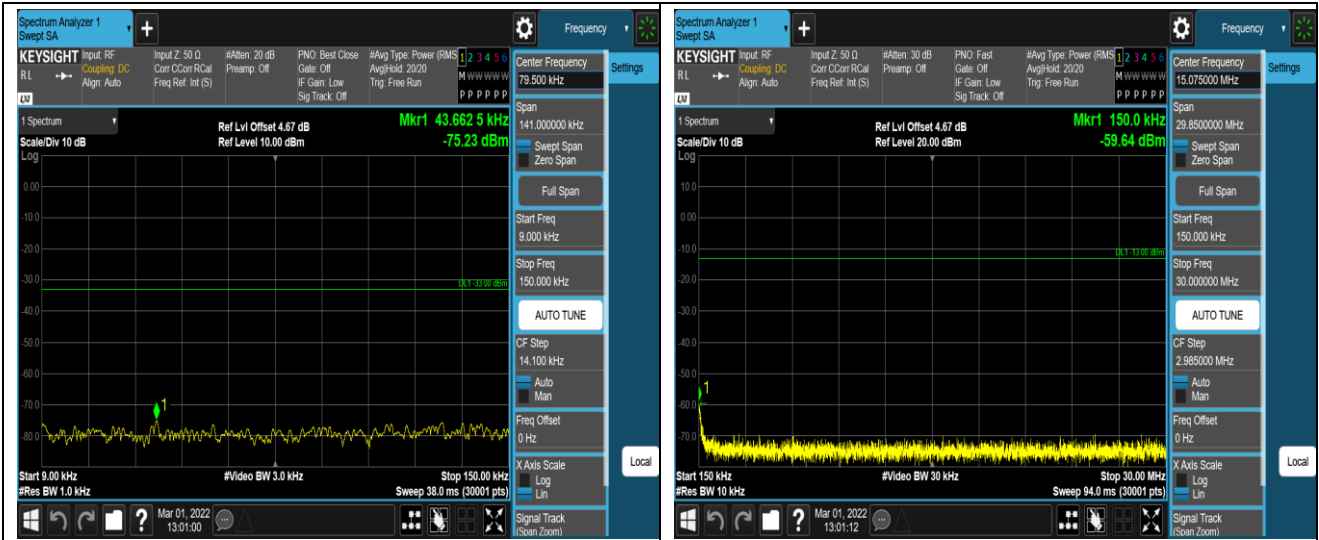 Spectrum Analyzer 1
Swept SA
+
Frequency
KEYSIGHT
RL
LXI
Input: RF
Coupling: DC
Align: Auto
Input Z: 50 Ω
Corr CCorr RCal
Freq Ref: Int (S)
#Atten: 20 dB
Preamp: Off
PNO: Best Close
Gate: Off
IF Gain: Low
Sig Track: Off
#Avg Type: Power (RMS
Avg|Hold: 20/20
Trig: Free Run
1 2 3 4 5 6
M W W W W W
P P P P P P
Center Frequency
79.500 kHz
Settings
Span
141.000000 kHz
Swept Span
Zero Span
Full Span
Start Freq
9.000 kHz
Stop Freq
150.000 kHz
AUTO TUNE
CF Step
14.100 kHz
Auto
Man
Freq Offset
0 Hz
X Axis Scale
Log
Lin
Signal Track
(Span Zoom)
Local
1 Spectrum
Scale/Div 10 dB
Log
Ref Lvl Offset 4.67 dB
Ref Level 10.00 dBm
Mkr1 43.662 5 kHz
-75.23 dBm
0.00
-10.0
-20.0
-30.0
DL1 -33.00 dBm
-40.0
-50.0
-60.0
-70.0
1
-80.0
Start 9.00 kHz
#Video BW 3.0 kHz
Stop 150.00 kHz
#Res BW 1.0 kHz
Sweep 38.0 ms (30001 pts)
?
Mar 01, 2022
13:01:00
Spectrum Analyzer 1
Swept SA
+
Frequency
KEYSIGHT
RL
LXI
Input: RF
Coupling: DC
Align: Auto
Input Z: 50 Ω
Corr CCorr RCal
Freq Ref: Int (S)
#Atten: 30 dB
Preamp: Off
PNO: Fast
Gate: Off
IF Gain: Low
Sig Track: Off
#Avg Type: Power (RMS
Avg|Hold: 20/20
Trig: Free Run
1 2 3 4 5 6
M W W W W W
P P P P P P
Center Frequency
15.075000 MHz
Settings
Span
29.8500000 MHz
Swept Span
Zero Span
Full Span
Start Freq
150.000 kHz
Stop Freq
30.000000 MHz
AUTO TUNE
CF Step
2.985000 MHz
Auto
Man
Freq Offset
0 Hz
X Axis Scale
Log
Lin
Signal Track
(Span Zoom)
Local
1 Spectrum
Scale/Div 10 dB
Log
Ref Lvl Offset 4.67 dB
Ref Level 20.00 dBm
Mkr1 150.0 kHz
-59.64 dBm
10.0
0.00
-10.0
DL1 -13.00 dBm
-20.0
-30.0
-40.0
-50.0
1
-60.0
-70.0
Start 150 kHz
#Video BW 30 kHz
Stop 30.00 MHz
#Res BW 10 kHz
Sweep 94.0 ms (30001 pts)
?
Mar 01, 2022
13:01:12